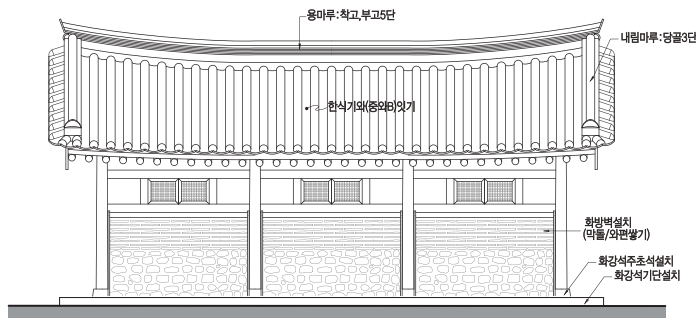 용마루:착고,부고5단
내림마루:당골3단
한식기와(중와B)잇기
화방벽설치
(막돌/와편쌓기)
화강석주초석설치
화강석기단설치